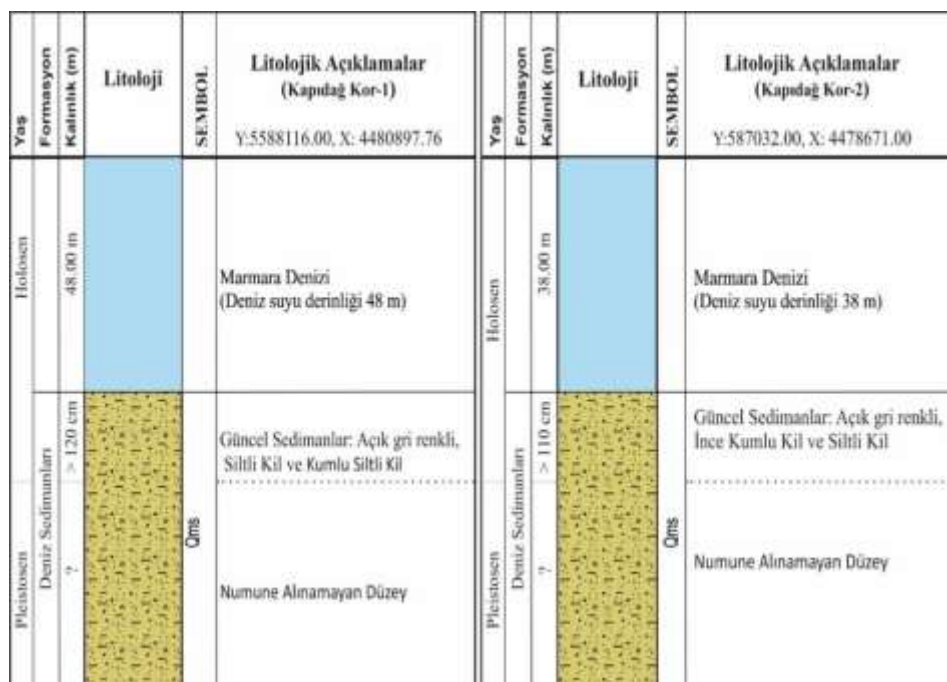 Yaş
Formasyon
Kalınlık (m)
Litoloji
SEMBOL
Litolojik Açıklamalar
(Kapıdağ Kor-1)
Y:5588116.00, X: 4480897.76
Holosen
48.00 m
Marmara Denizi
(Deniz suyu derinliği 48 m)
Pleistosen
Deniz Sedimanları
> 120 cm
?
Qms
Güncel Sedimanlar: Açık gri renkli,
Siltli Kil ve Kumlu Siltli Kil
Numune Alınamayan Düzey
Yaş
Formasyon
Kalınlık (m)
Litoloji
SEMBOL
Litolojik Açıklamalar
(Kapıdağ Kor-2)
Y:587032.00, X: 4478671.00
Holosen
38.00 m
Marmara Denizi
(Deniz suyu derinliği 38 m)
Pleistosen
Deniz Sedimanları
> 110 cm
?
Qms
Güncel Sedimanlar: Açık gri renkli,
İnce Kumlu Kil ve Siltli Kil
Numune Alınamayan Düzey